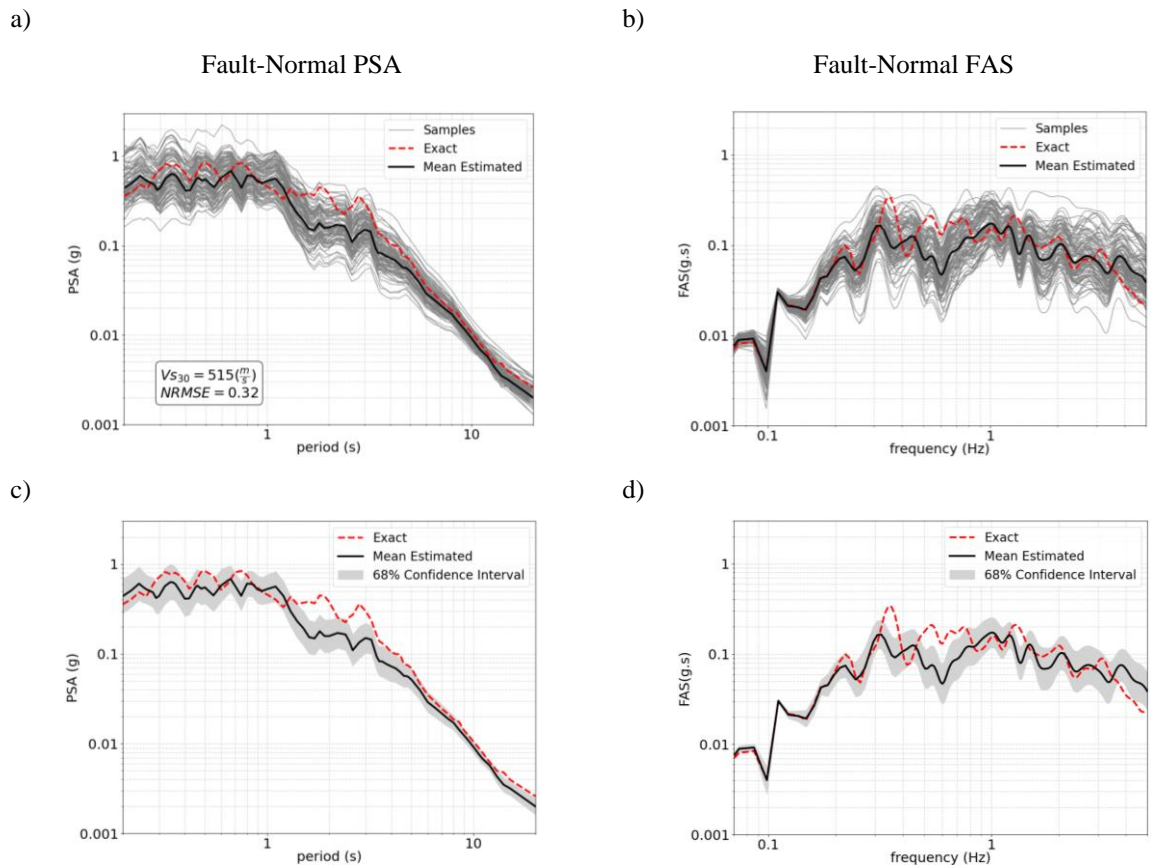 a)
b)
Fault-Normal PSA
Fault-Normal FAS
Samples
Exact
Mean Estimated
1
0.1
0.01
0.001
PSA (g)
Vs30 = 515(m/s)
NRMSE = 0.32
1
10
period (s)
Samples
Exact
Mean Estimated
1
0.1
0.01
0.001
FAS(g.s)
0.1
1
frequency (Hz)
c)
d)
Exact
Mean Estimated
68% Confidence Interval
1
0.1
0.01
0.001
PSA (g)
1
10
period (s)
Exact
Mean Estimated
68% Confidence Interval
1
0.1
0.01
0.001
FAS(g.s)
0.1
1
frequency (Hz)